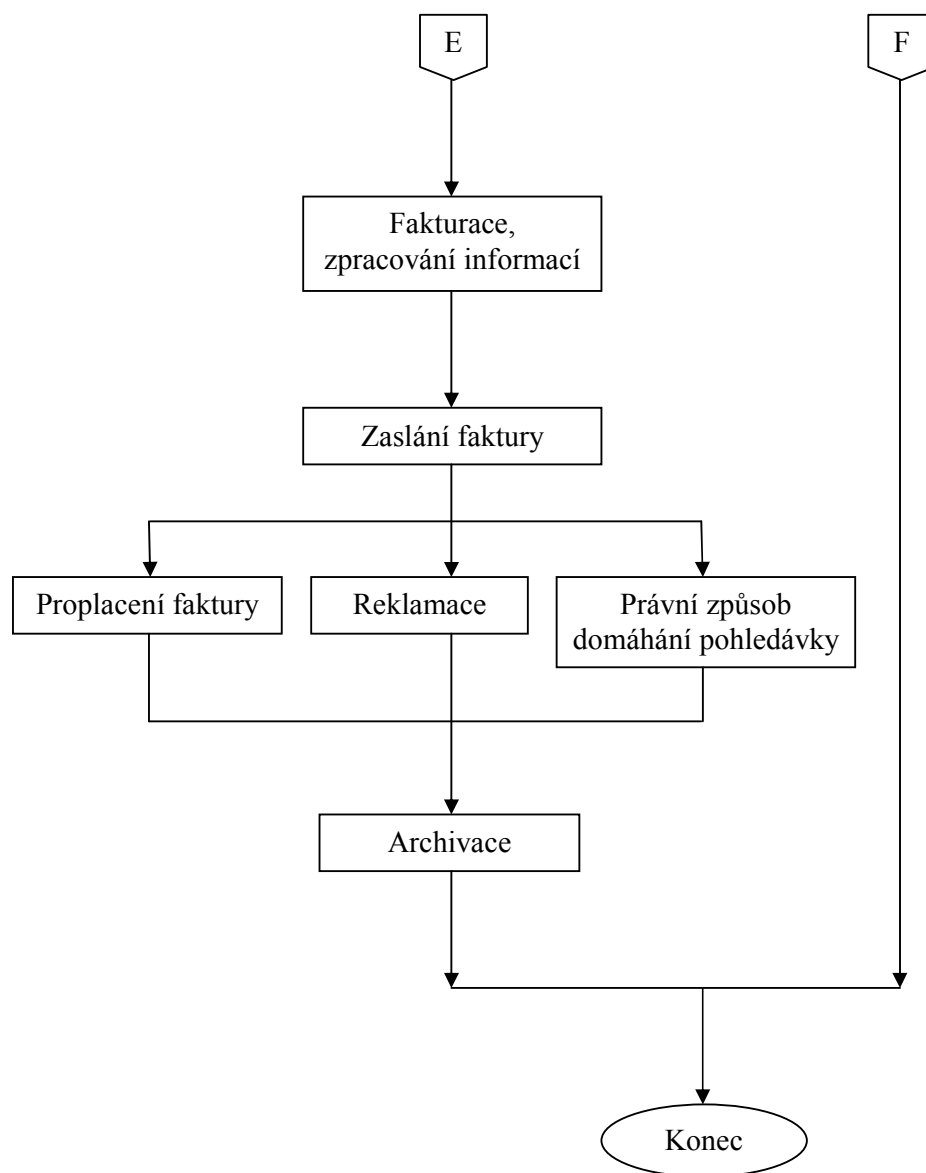 E
F
Fakturace,
zpracování informací
Zaslání faktury
Proplacení faktury
Reklamace
Právní způsob
domáhání pohledávky
Archivace
Konec